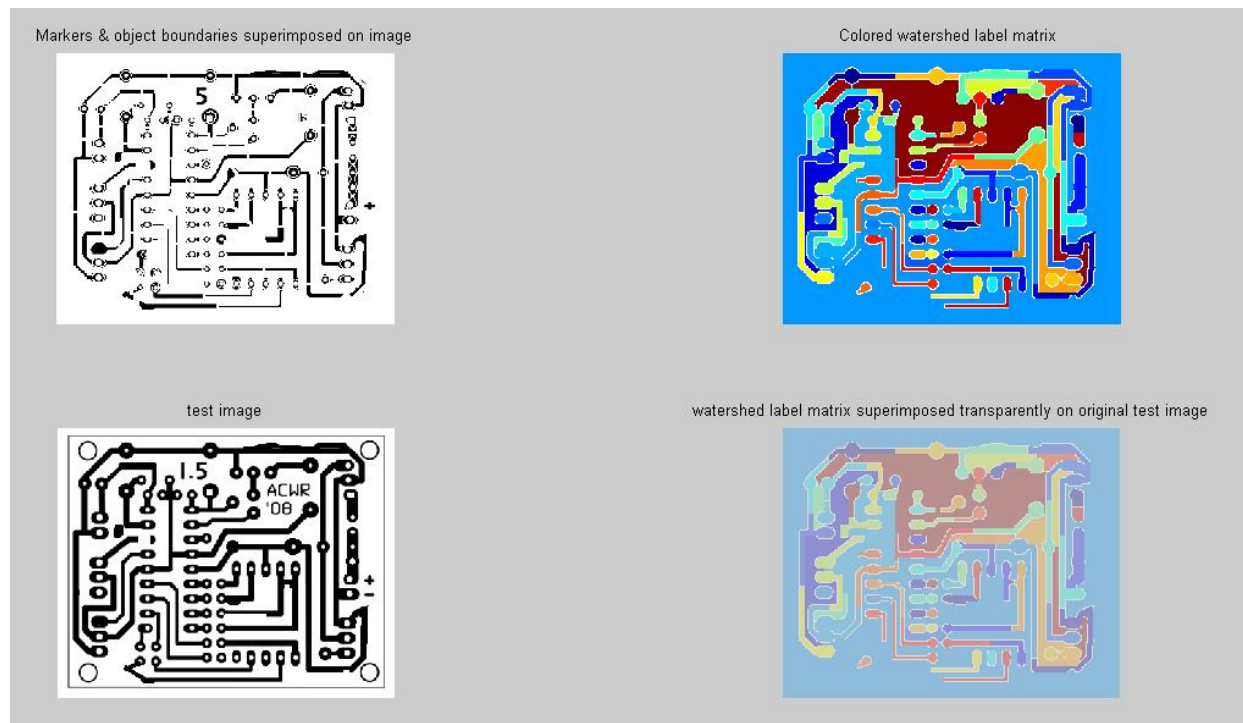 Markers & object boundaries superimposed on image
Colored watershed label matrix
5
+
test image
watershed label matrix superimposed transparently on original test image
1.5
ACWR
'08
+
-